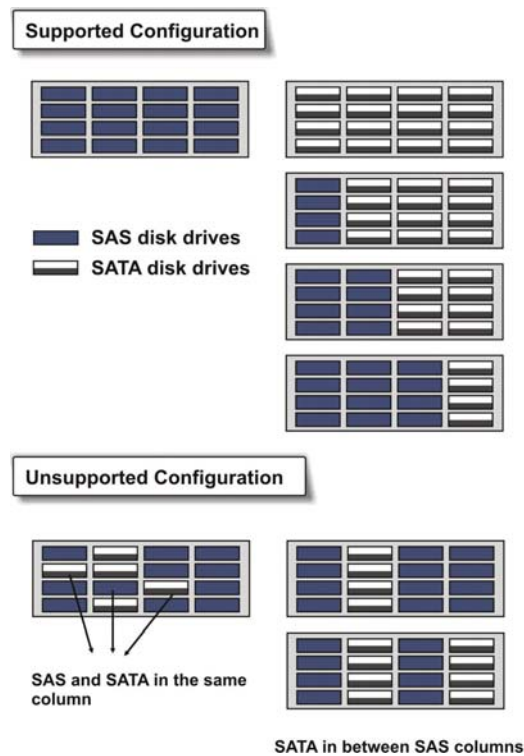 Supported Configuration
SAS disk drives
SATA disk drives
Unsupported Configuration
SAS and SATA in the same
column
SATA in between SAS columns